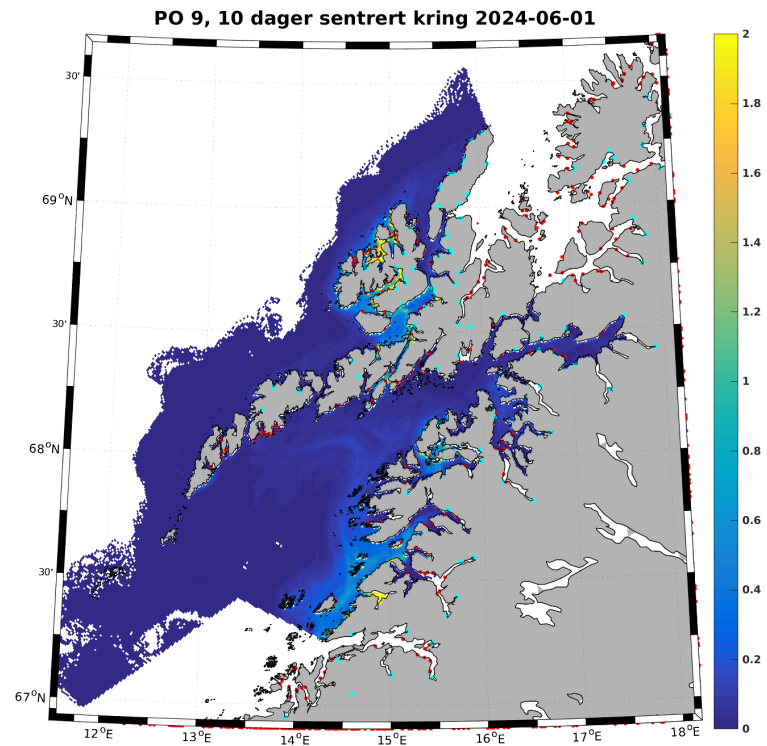 PO 9, 10 dager sentrert kring 2024-06-01
30'
69°N
30'
68°N
30'
67°N
12°E
13°E
14°E
15°E
16°E
17°E
18°E
2
1.8
1.6
1.4
1.2
1
0.8
0.6
0.4
0.2
0